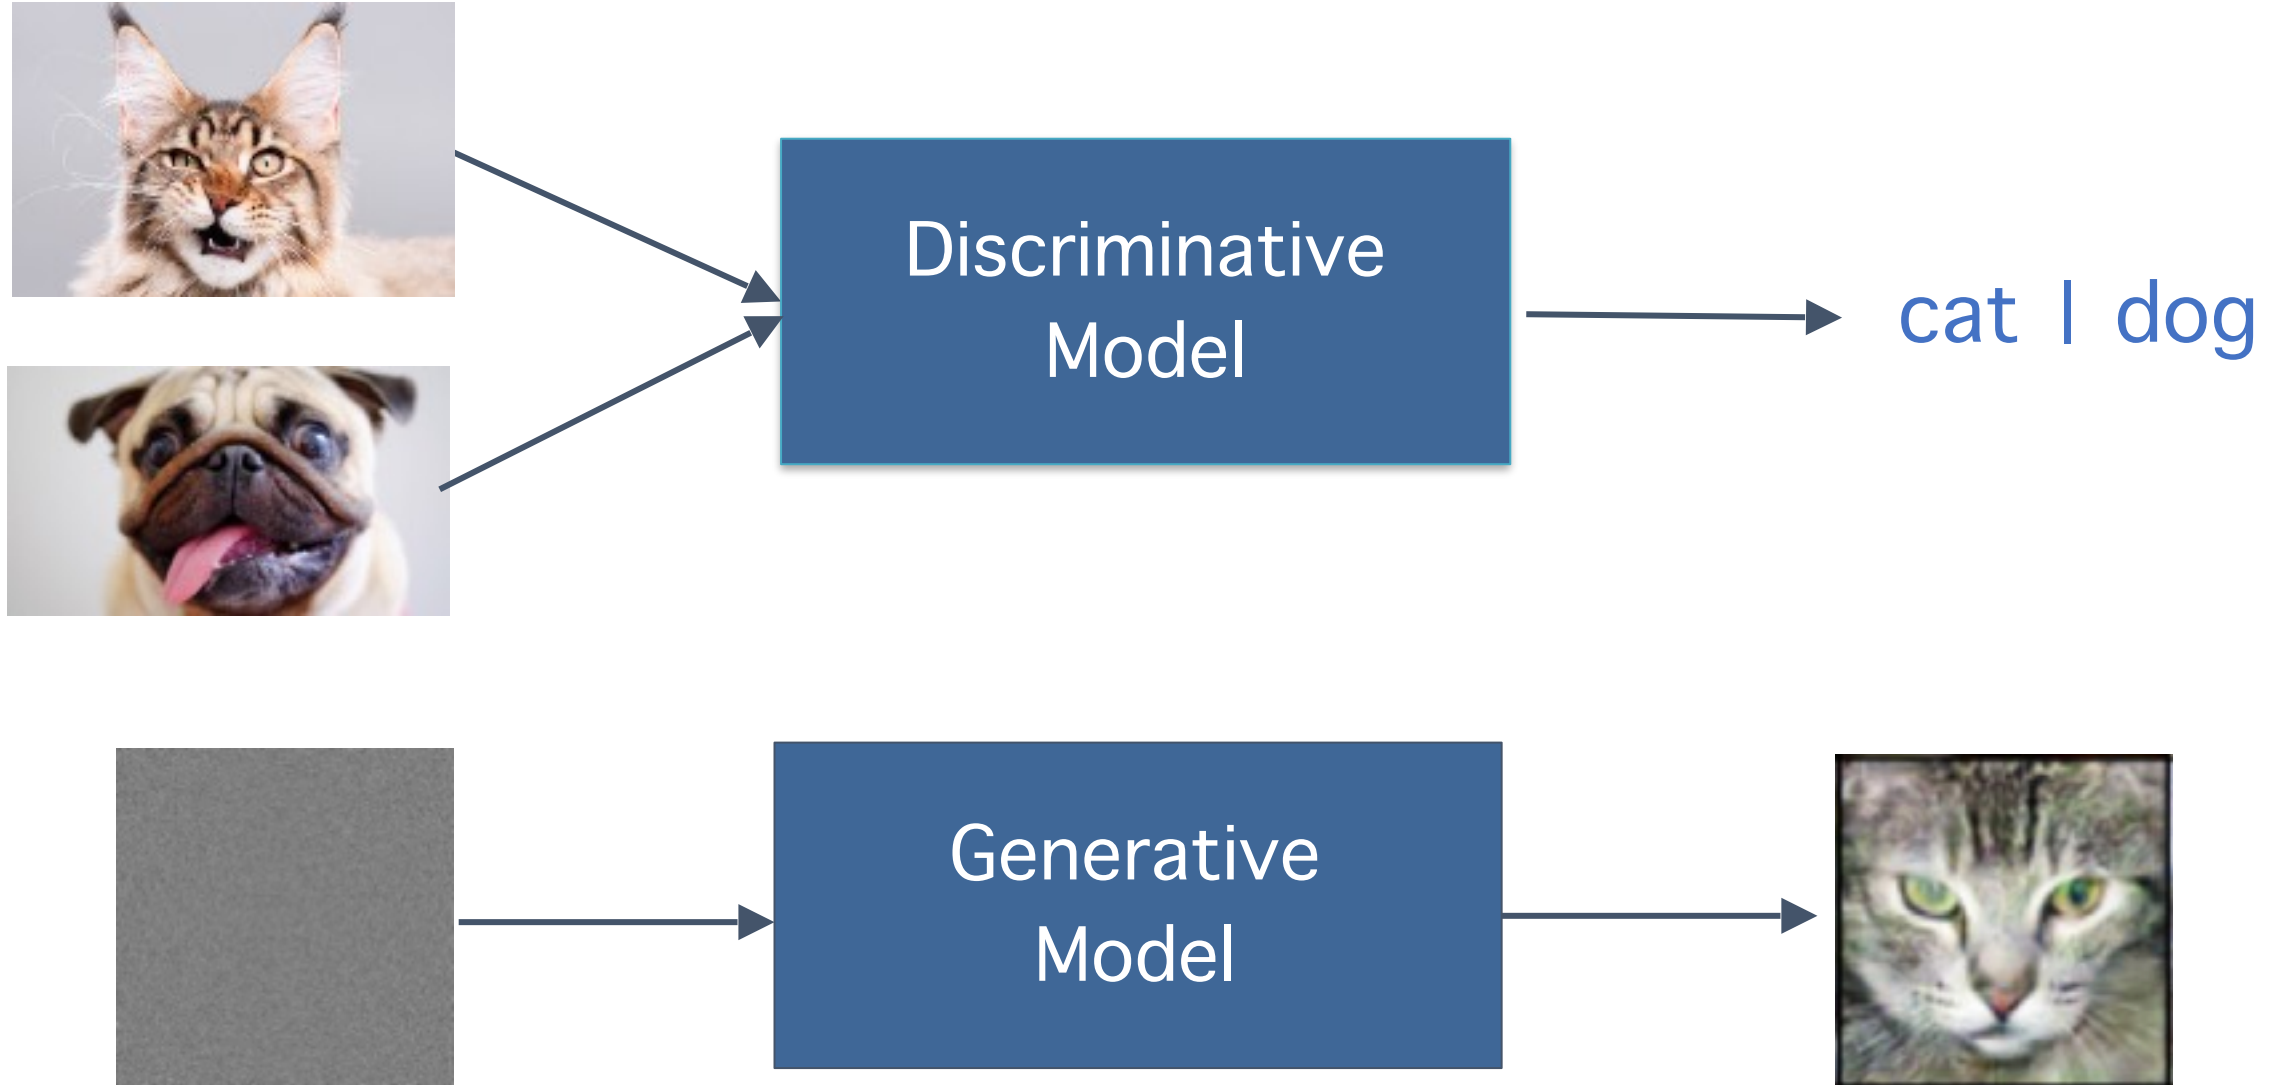 Discriminative
Model
cat | dog
Generative
Model